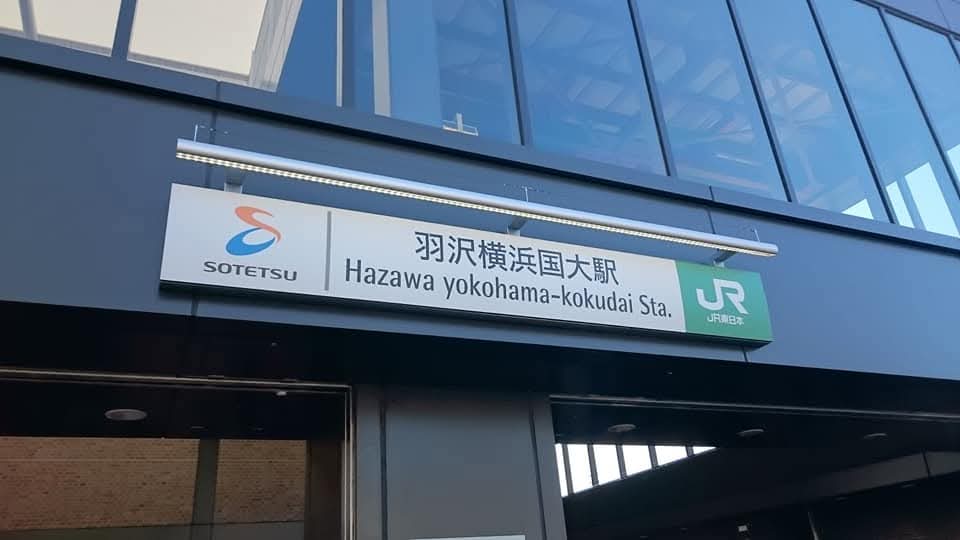 SOTETSU
羽沢横浜国大駅
Hazawa yokohama-kokudai Sta.
JR
JR東日本